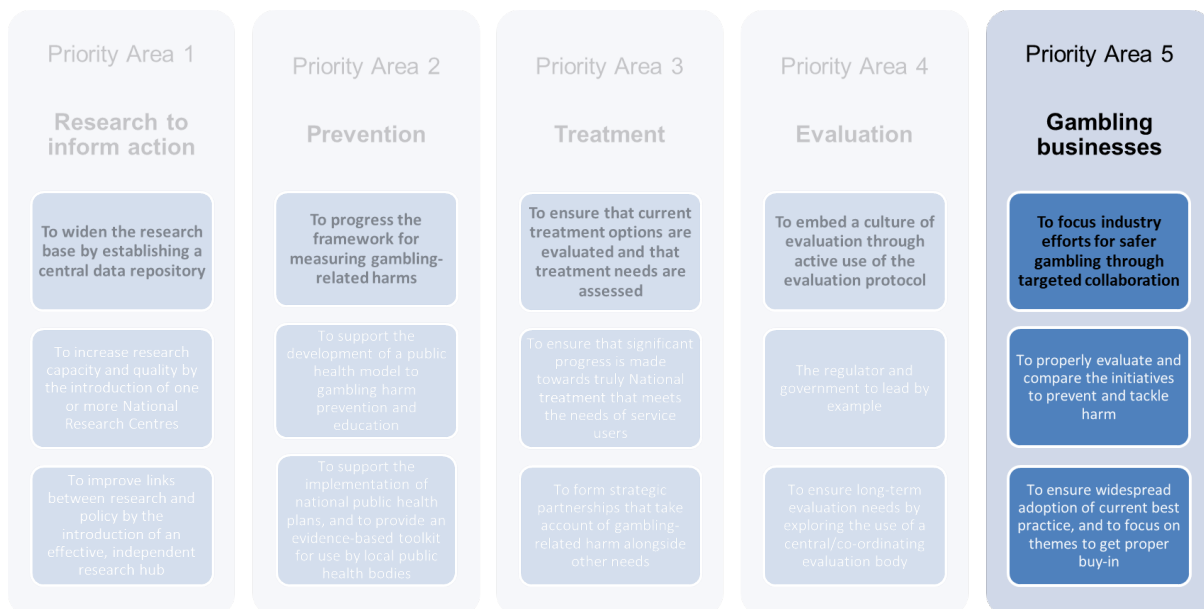 Priority Area 1
Research to
inform action
To widen the research
base by establishing a
central data repository
To increase research
capacity and quality by
the introduction of one
or more National
Research Centres
To improve links
between research and
policy by the
introduction of an
effective, independent
research hub
Priority Area 2
Prevention
To progress the
framework for
measuring gambling-
related harms
To support the
development of a public
health model to
gambling harm
prevention and
education
To support the
implementation of
national public health
plans, and to provide an
evidence-based toolkit
for use by local public
health bodies
Priority Area 3
Treatment
To ensure that current
treatment options are
evaluated and that
treatment needs are
assessed
To ensure that significant
progress is made
towards truly National
treatment that meets
the needs of service
users
To form strategic
partnerships that take
account of gambling-
related harm alongside
other needs
Priority Area 4
Evaluation
To embed a culture of
evaluation through
active use of the
evaluation protocol
The regulator and
government to lead by
example
To ensure long-term
evaluation needs by
exploring the use of a
central/co-ordinating
evaluation body
Priority Area 5
Gambling
businesses
To focus industry
efforts for safer
gambling through
targeted collaboration
To properly evaluate and
compare the initiatives
to prevent and tackle
harm
To ensure widespread
adoption of current best
practice, and to focus on
themes to get proper
buy-in